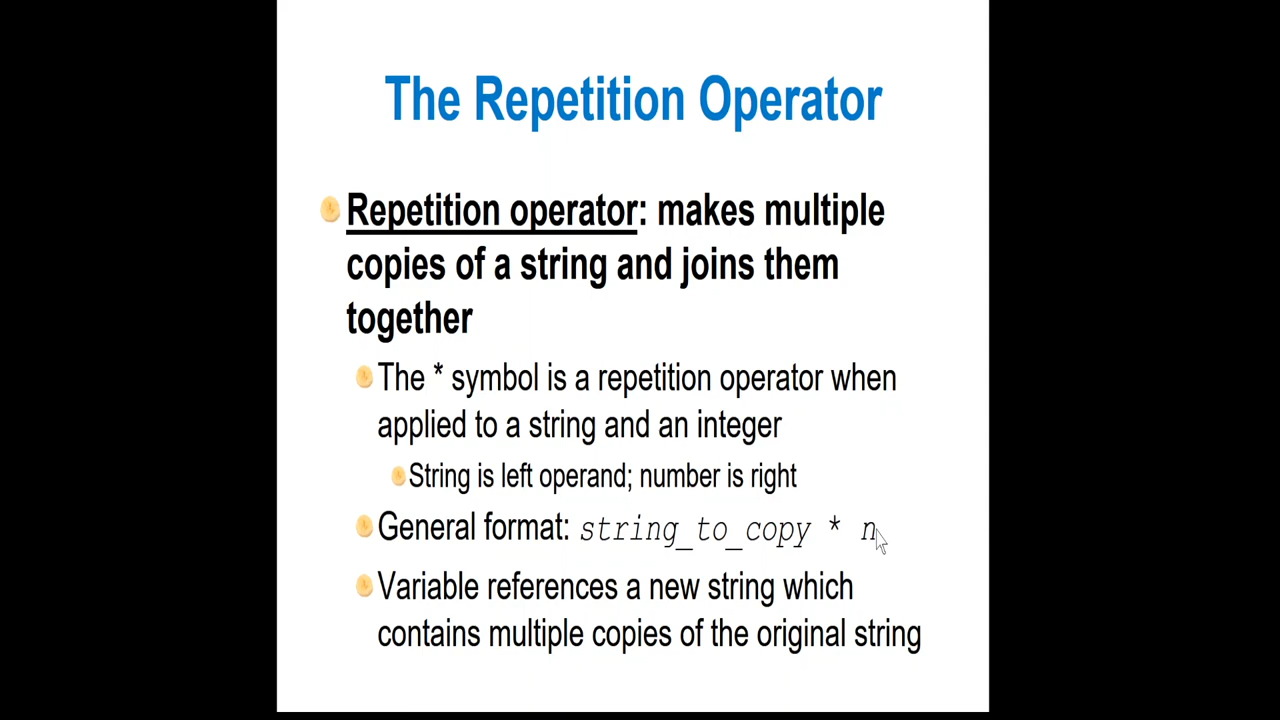 The Repetition Operator
Repetition operator: makes multiple
copies of a string and joins them
together
The * symbol is a repetition operator when
applied to a string and an integer
String is left operand; number is right
General format: string_to_copy * n
Variable references a new string which
contains multiple copies of the original string